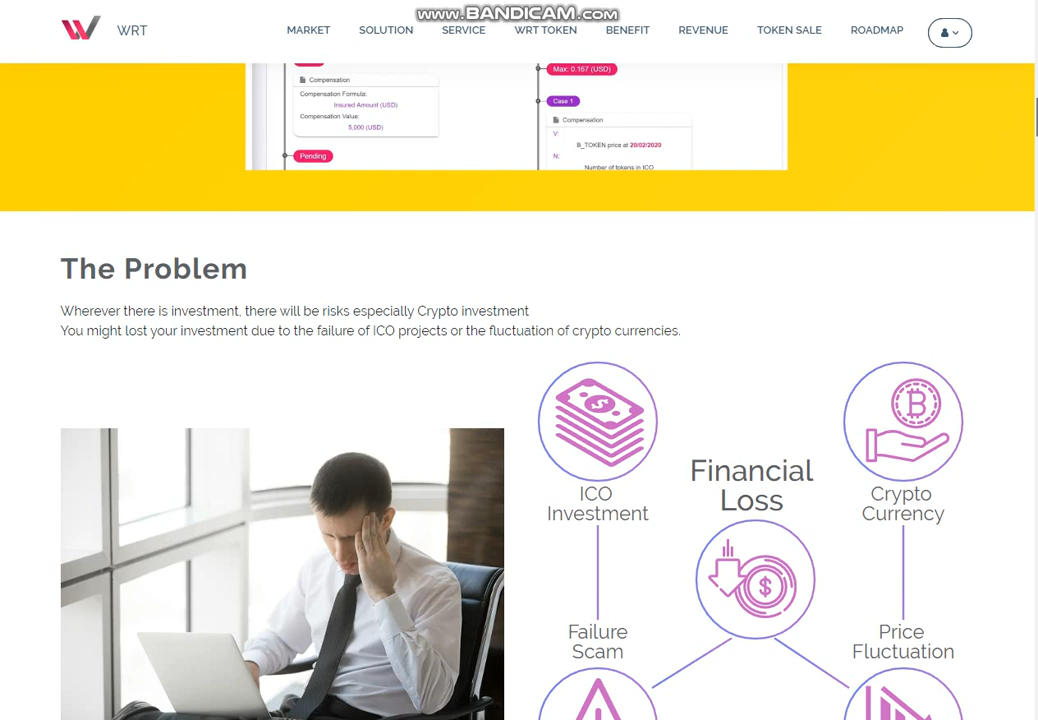 www.BANDICAM.com
WRT
MARKET SOLUTION SERVICE WRT TOKEN BENEFIT REVENUE TOKEN SALE ROADMAP
Compensation
Compensation Formula:
Insured Amount (USD)
Compensation Value:
5,000 (USD)
Pending
Max: 0.167 (USD)
Case 1
Compensation
V:
B_TOKEN price at 20/02/2020
N:
Number of tokens in ICO
The Problem
Wherever there is investment, there will be risks especially Crypto investment
You might lost your investment due to the failure of ICO projects or the fluctuation of crypto currencies.
ICO
Investment
Financial
Loss
Crypto
Currency
Failure
Scam
Price
Fluctuation